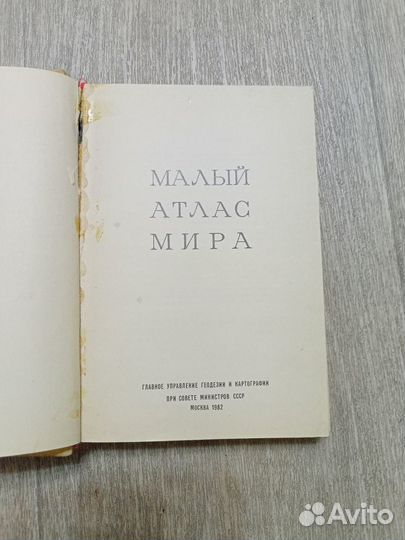 МАЛЫЙ
АТЛАС
МИРА
ГЛАВНОЕ УПРАВЛЕНИЕ ГЕОДЕЗИИ И КАРТОГРАФИИ
ПРИ СОВЕТЕ МИНИСТРОВ СССР
МОСКВА 1982
Avito